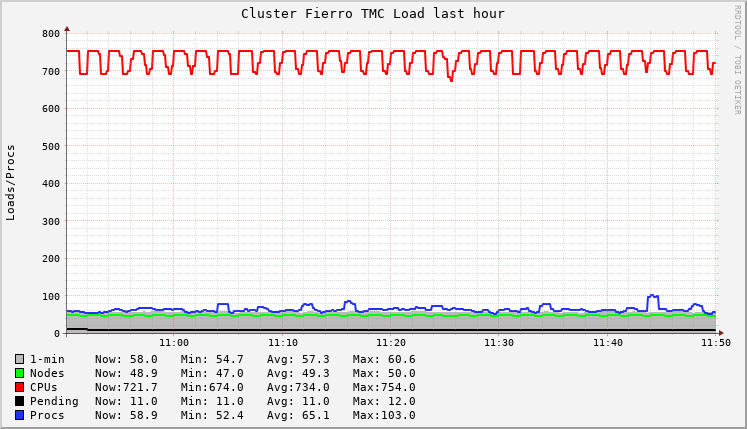 Cluster Fierro TMC Load last hour
RRDTOOL / TOBI OETIKER
Loads/Procs
800
700
600
500
400
300
200
100
0
11:00 11:10 11:20 11:30 11:40 11:50
1-min Now: 58.0 Min: 54.7 Avg: 57.3 Max: 60.6
Nodes Now: 48.9 Min: 47.0 Avg: 49.3 Max: 50.0
CPUs Now:721.7 Min:674.0 Avg:734.0 Max:754.0
Pending Now: 11.0 Min: 11.0 Avg: 11.0 Max: 12.0
Procs Now: 58.9 Min: 52.4 Avg: 65.1 Max:103.0